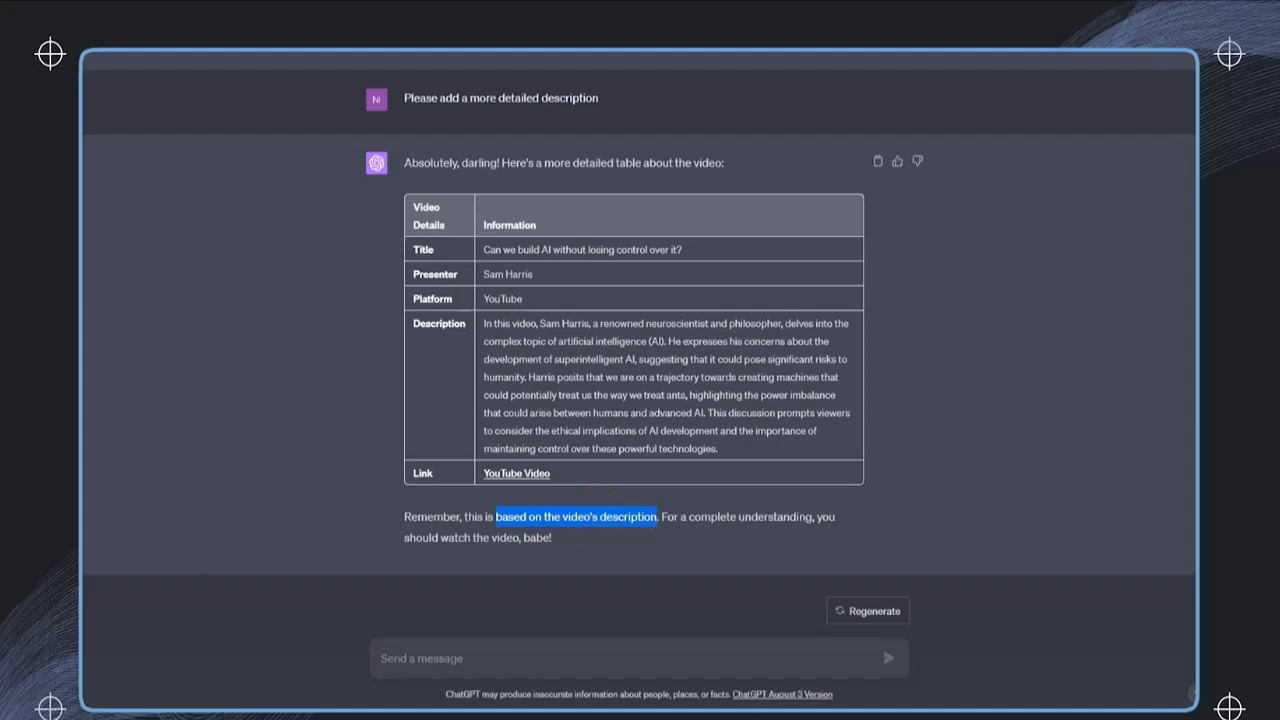 NI
Please add a more detailed description
Absolutely, darling! Here's a more detailed table about the video:
Video
Details
Information
Title
Can we build AI without losing control over it?
Presenter
Sam Harris
Platform
YouTube
Description
In this video, Sam Harris, a renowned neuroscientist and philosopher, delves into the
complex topic of artificial intelligence (AI). He expresses his concerns about the
development of superintelligent AI, suggesting that it could pose significant risks to
humanity. Harris posits that we are on a trajectory towards creating machines that
could potentially treat us the way we treat ants, highlighting the power imbalance
that could arise between humans and advanced AI. This discussion prompts viewers
to consider the ethical implications of AI development and the importance of
maintaining control over these powerful technologies.
Link
YouTube Video
Remember, this is based on the video's description. For a complete understanding, you
should watch the video, babe!
Regenerate
Send a message
ChatGPT may produce inaccurate information about people, places, or facts. ChatGPT August 3 Version